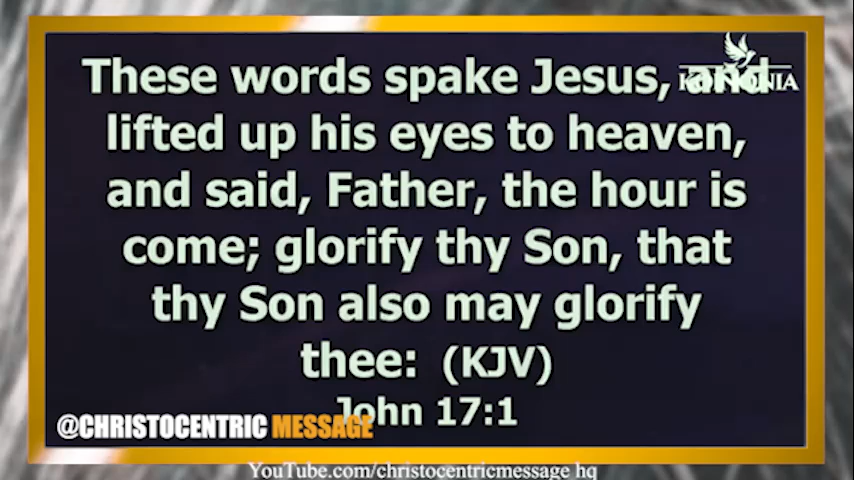 These words spake Jesus, and
KOINONIA
lifted up his eyes to heaven,
and said, Father, the hour is
come; glorify thy Son, that
thy Son also may glorify
thee: (KJV)
John 17:1
@CHRISTOCENTRIC MESSAGE
YouTube.com/christocentricmessage hq